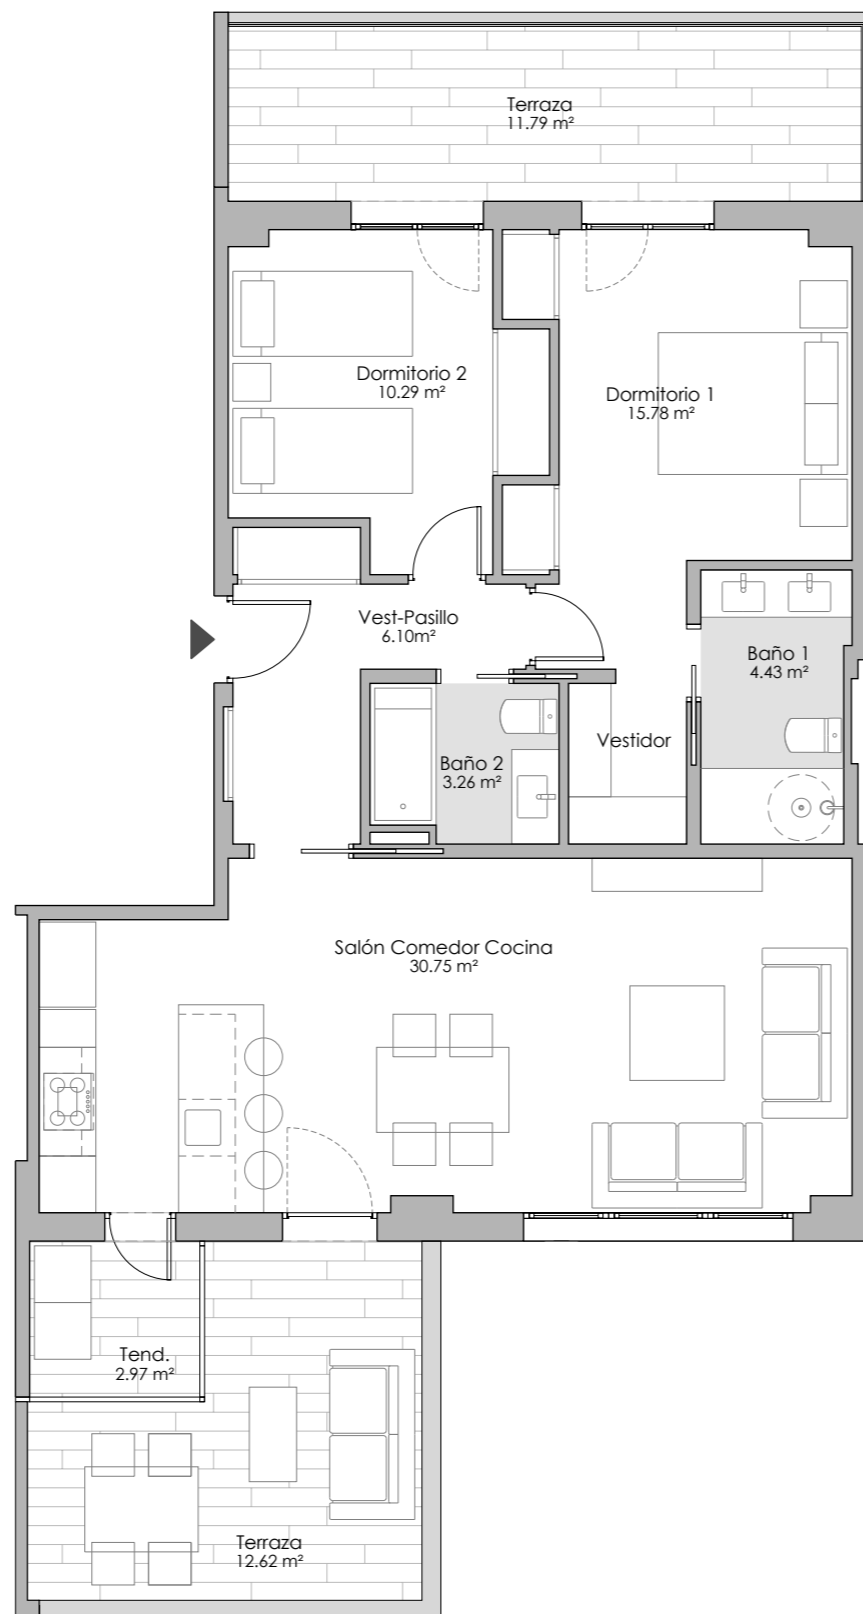 Terraza
11.79 m²
Dormitorio 2
10.29 m²
Dormitorio 1
15.78 m²
Vest-Pasillo
6.10m²
Baño 1
4.43 m²
Vestidor
Baño 2
3.26 m²
Salón Comedor Cocina
30.75 m²
Tend.
2.97 m²
Terraza
12.62 m²